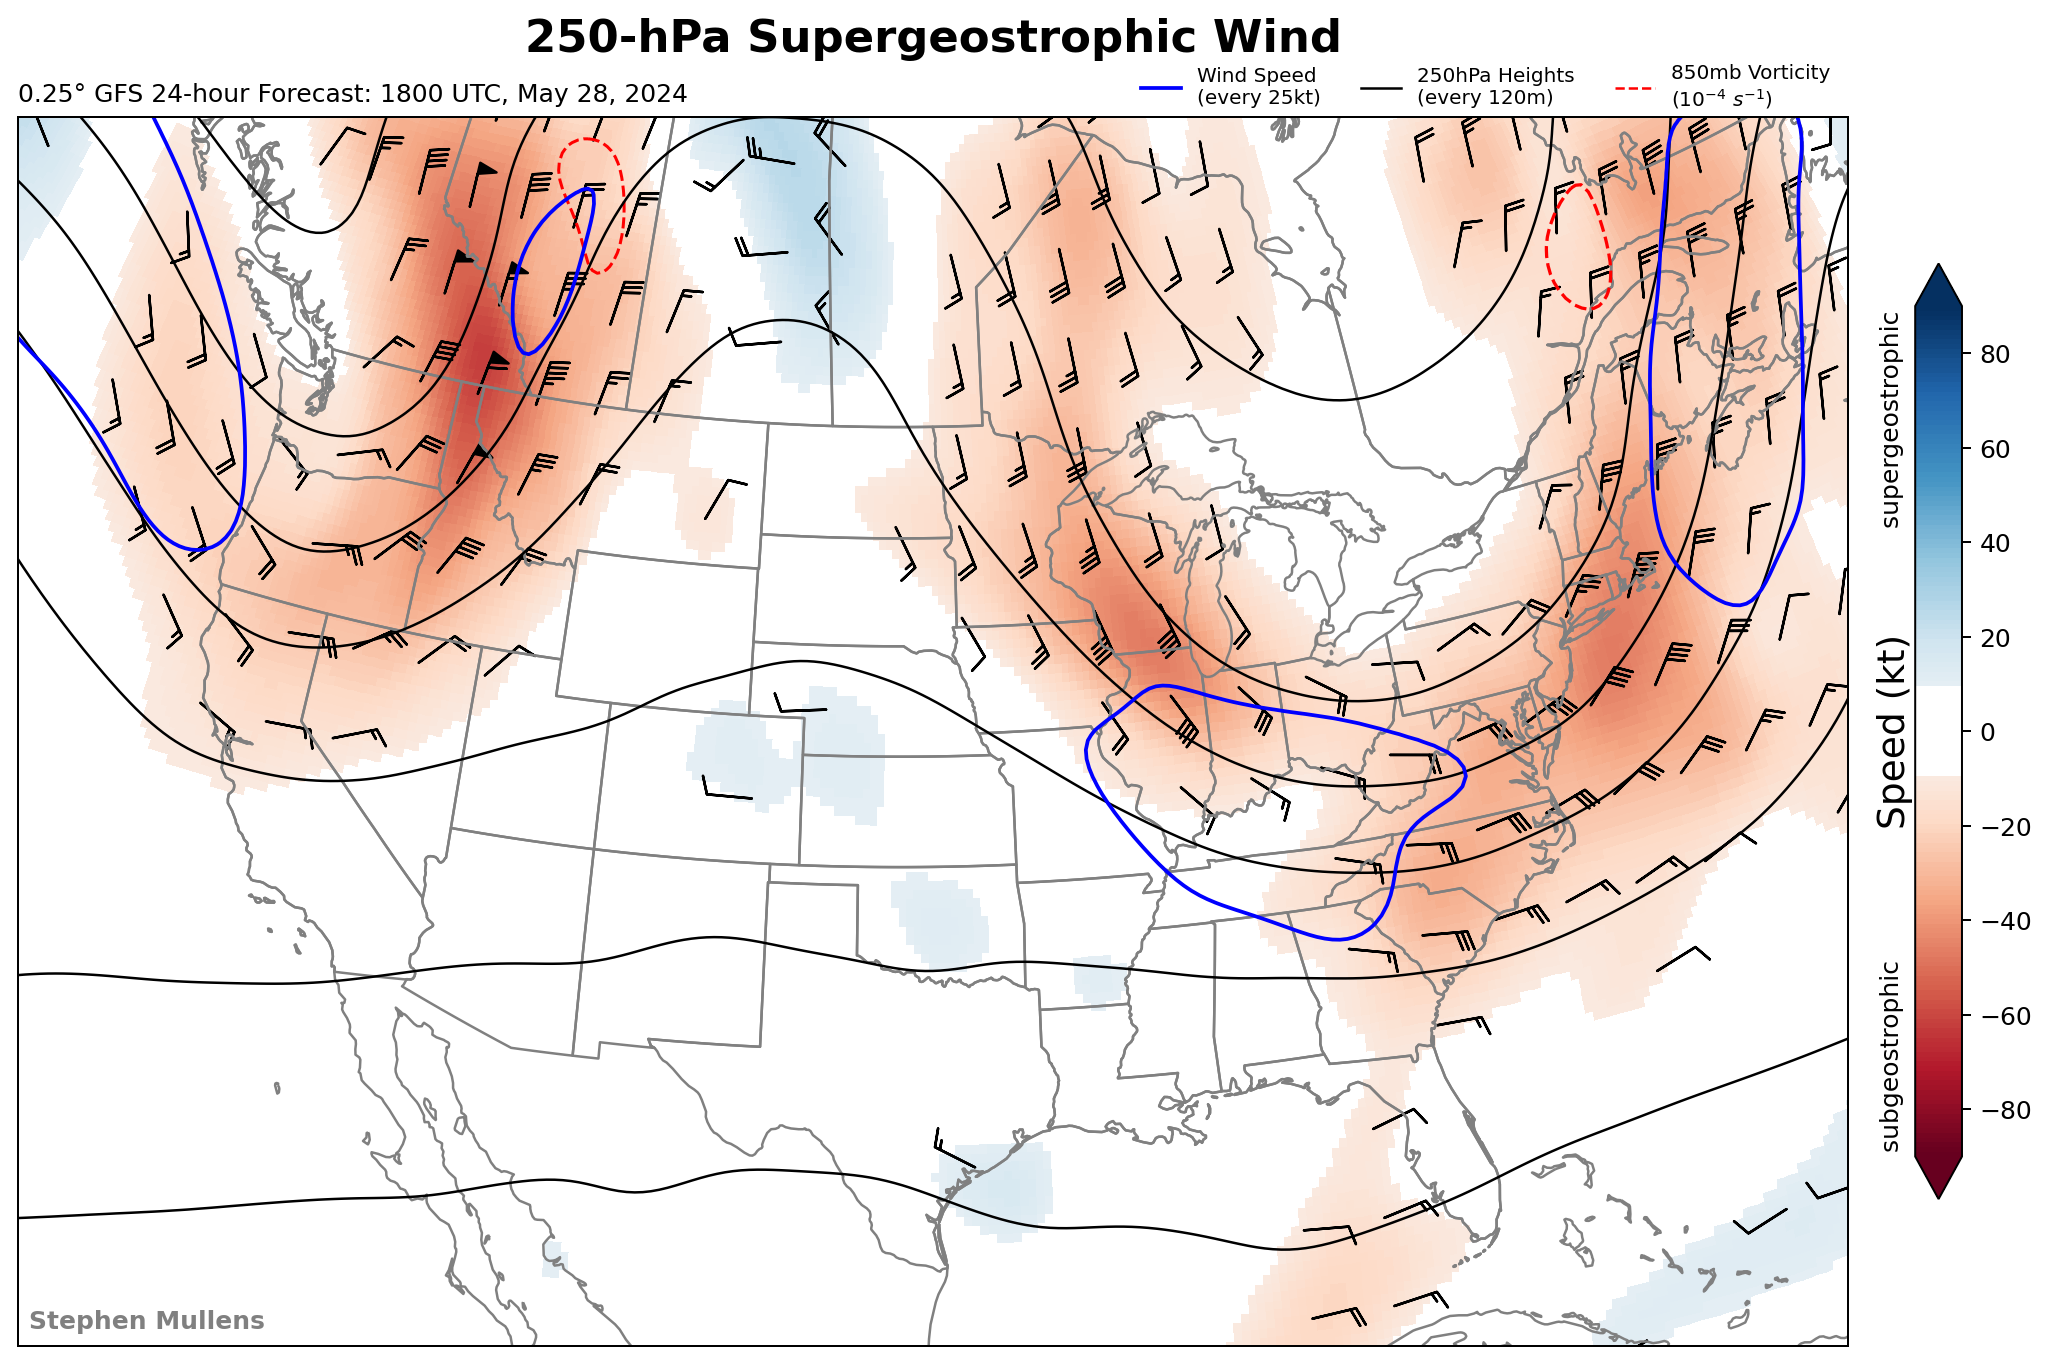 250-hPa Supergeostrophic Wind
0.25° GFS 24-hour Forecast: 1800 UTC, May 28, 2024
Wind Speed
(every 25kt)
250hPa Heights
(every 120m)
850mb Vorticity
(10⁻⁴ s⁻¹)
supergeostrophic
Speed (kt)
subgeostrophic
80
60
40
20
0
−20
−40
−60
−80
Stephen Mullens